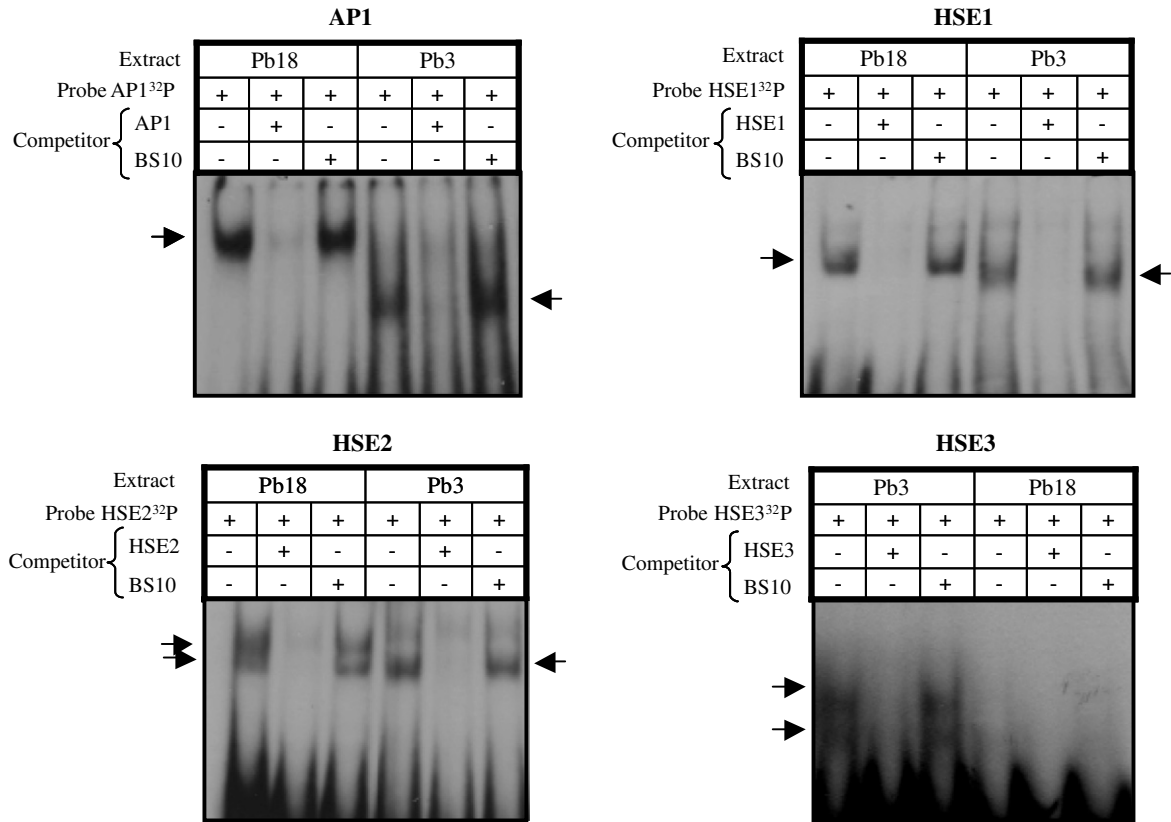 AP1
Extract Pb18 Pb3
Probe AP1³²P + + + + + +
Competitor
AP1 - + - - + -
BS10 - - + - - +
HSE1
Extract Pb18 Pb3
Probe HSE1³²P + + + + + +
Competitor
HSE1 - + - - + -
BS10 - - + - - +
HSE2
Extract Pb18 Pb3
Probe HSE2³²P + + + + + +
Competitor
HSE2 - + - - + -
BS10 - - + - - +
HSE3
Extract Pb3 Pb18
Probe HSE3³²P + + + + + +
Competitor
HSE3 - + - - + -
BS10 - - + - - +